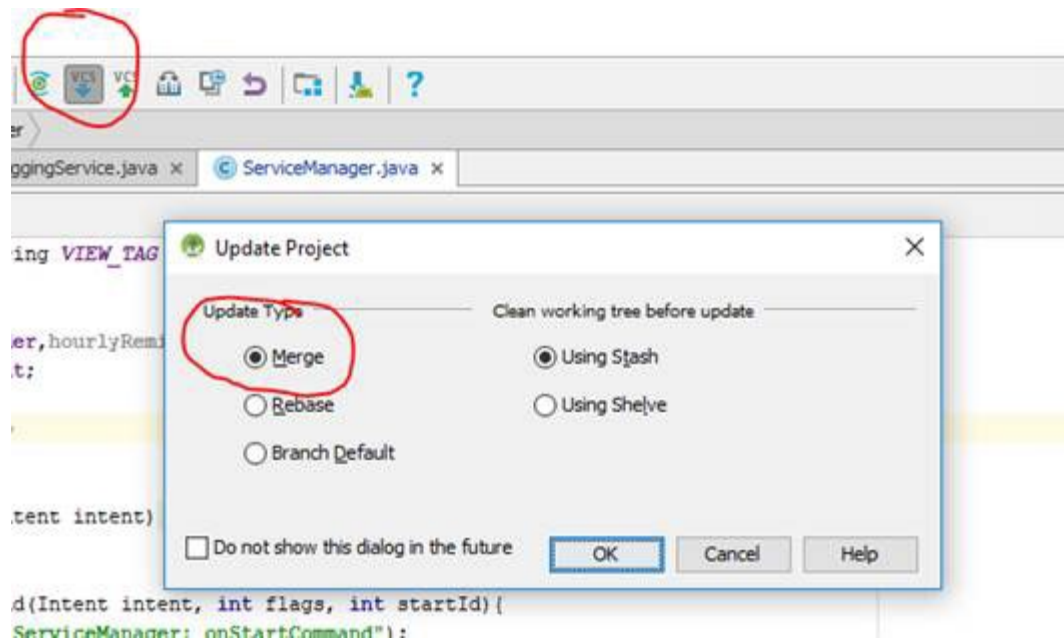 VCS VCS ?
er
ggingService.java × C ServiceManager.java ×
ing VIEW_TAG
Update Project
Update Type
Clean working tree before update
er,hourlyRemi
Merge
Using Stash
t;
Rebase
Using Shelve
Branch Default
tent intent)
Do not show this dialog in the future
OK Cancel Help
d(Intent intent, int flags, int startId){
ServiceManager: onStartCommand");